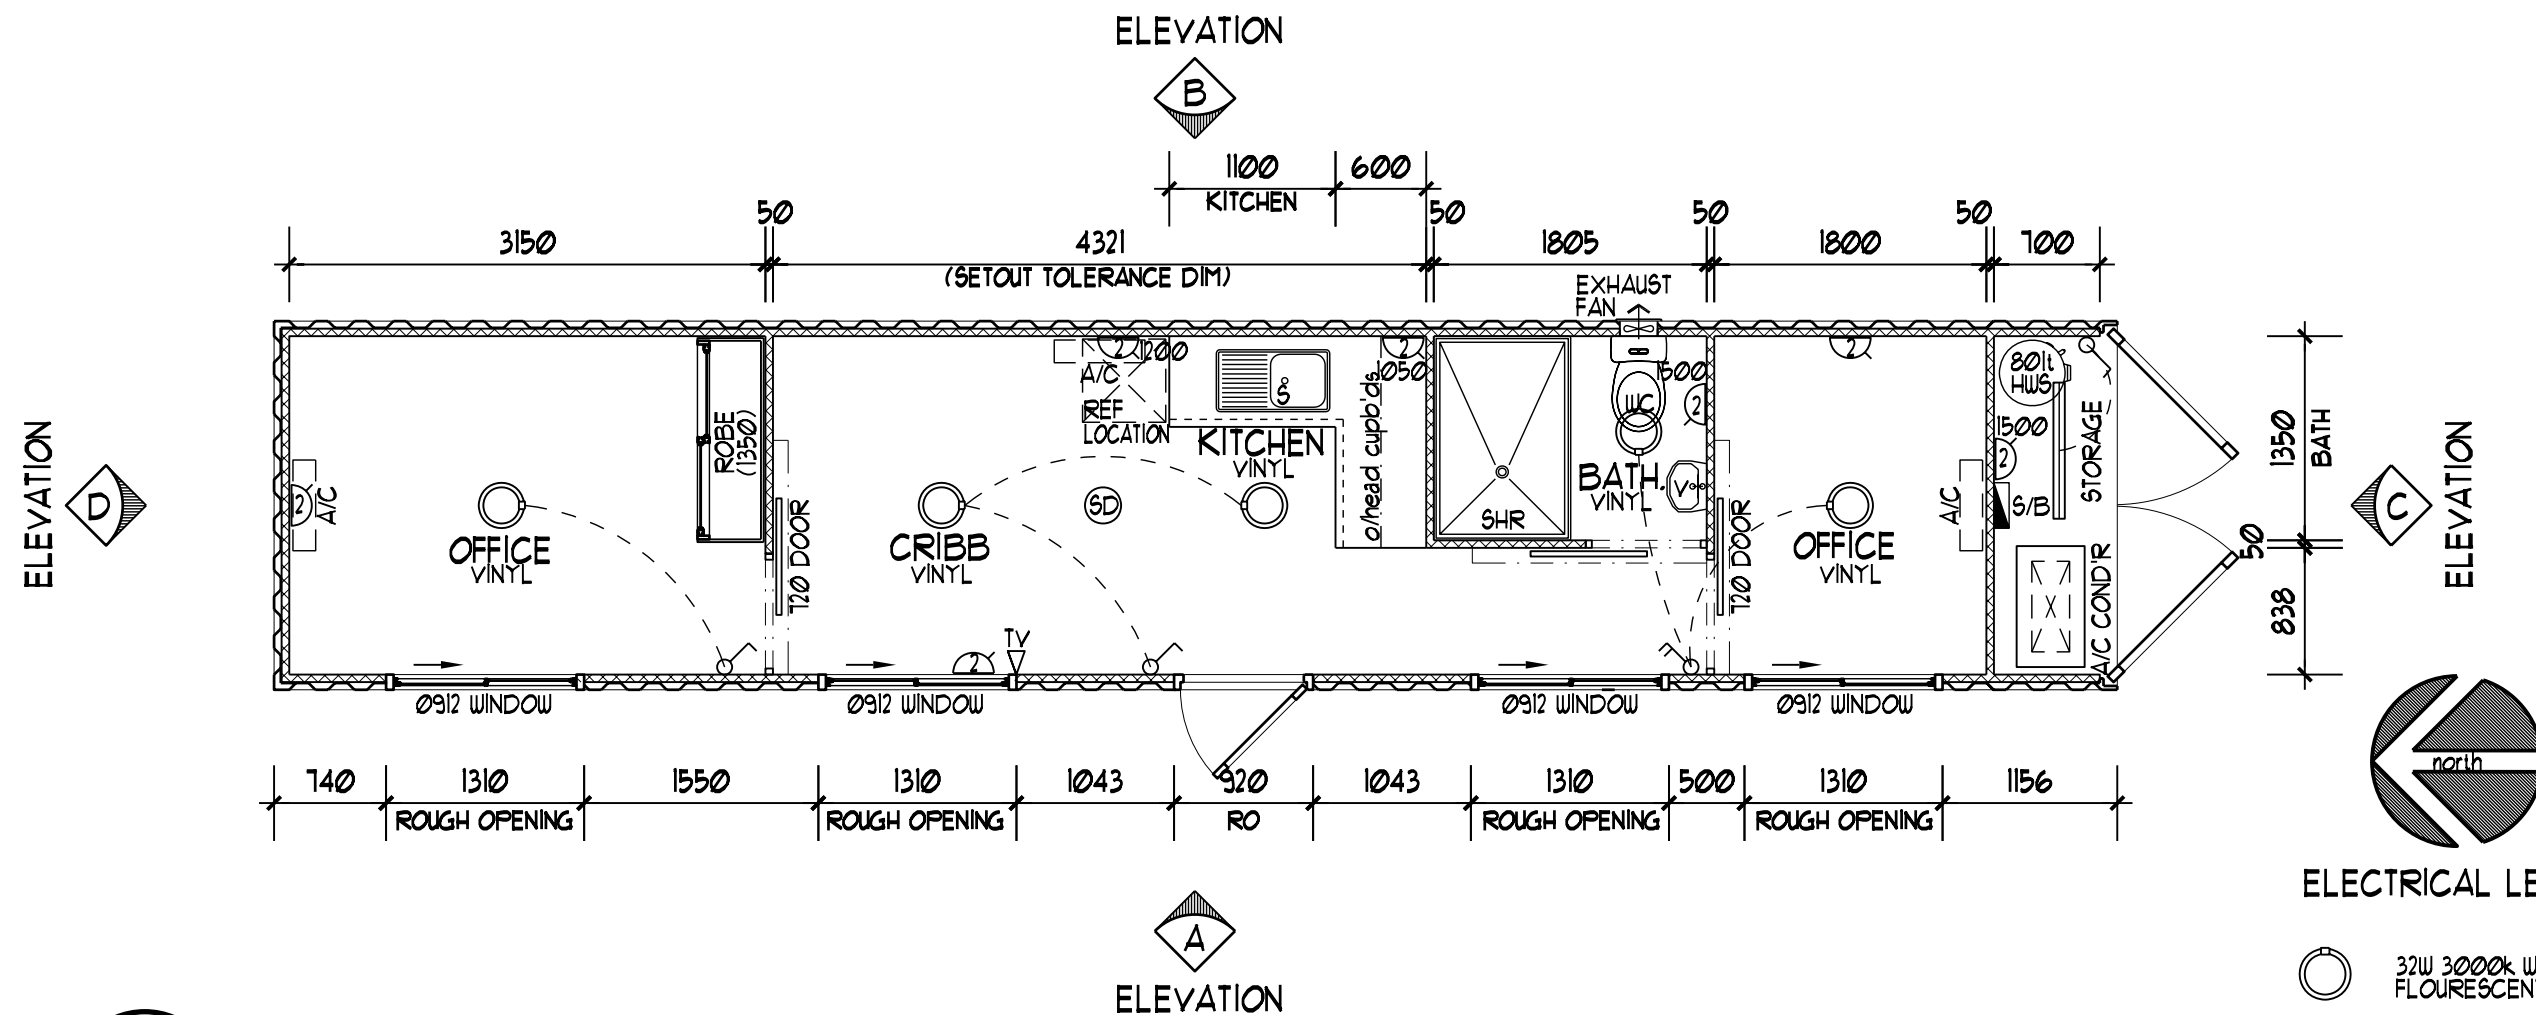 ELEVATION
B
1100
600
KITCHEN
50
50
50
50
3150
4321
1805
1800
700
(SETOUT TOLERANCE DIM)
EXHAUST
FAN
2
1200
A/C
REF
LOCATION
S
KITCHEN
VINYL
2
1050
o/head cupb'ds
1500
WC
2
2
80lt
HWS
1500
2
STORAGE
S/B
ROBE
(1350)
2
A/C
OFFICE
VINYL
720 DOOR
CRIBB
VINYL
SD
SHR
BATH.
VINYL
V
720 DOOR
OFFICE
VINYL
A/C
A/C COND'R
2
TV
1350
BATH
50
838
ELEVATION
D
ELEVATION
C
0912 WINDOW
0912 WINDOW
0912 WINDOW
0912 WINDOW
north
740
1310
1550
1310
1043
920
1043
1310
500
1310
1156
ROUGH OPENING
ROUGH OPENING
RO
ROUGH OPENING
ROUGH OPENING
A
ELEVATION
ELECTRICAL LE
32W 3000k W
FLOURESCENT